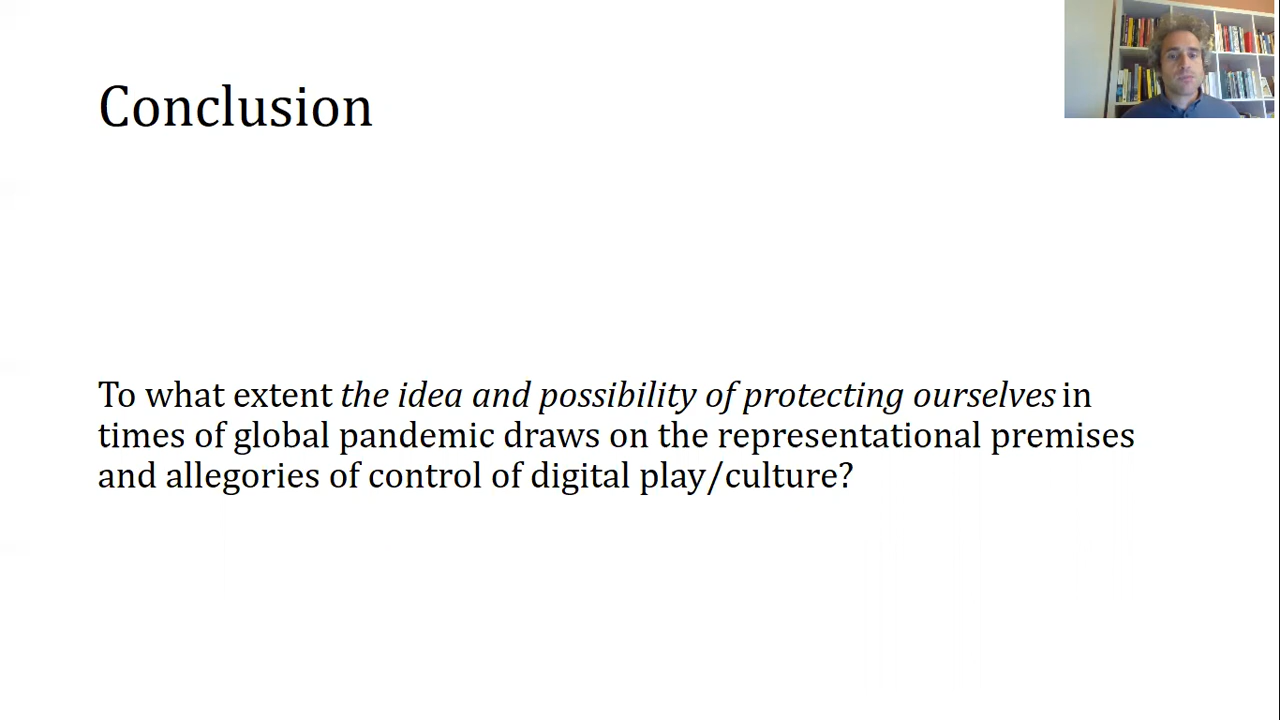 Conclusion
To what extent the idea and possibility of protecting ourselves in
times of global pandemic draws on the representational premises
and allegories of control of digital play/culture?